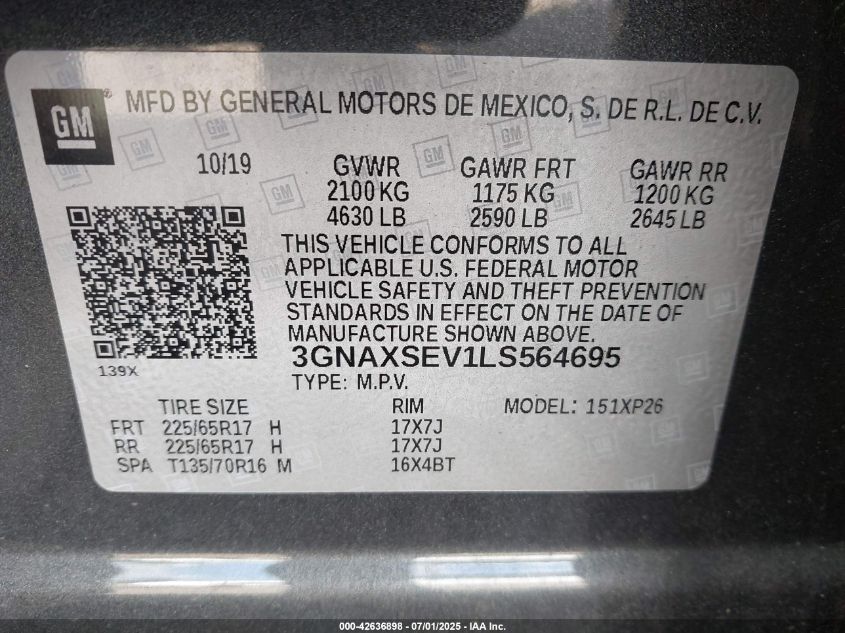 GM ® MFD BY GENERAL MOTORS DE MEXICO, S. DE R.L. DE C.V.
10/19 GVWR GAWR FRT GAWR RR
2100 KG 1175 KG 1200 KG
4630 LB 2590 LB 2645 LB
THIS VEHICLE CONFORMS TO ALL
APPLICABLE U.S. FEDERAL MOTOR
VEHICLE SAFETY AND THEFT PREVENTION
STANDARDS IN EFFECT ON THE DATE OF
MANUFACTURE SHOWN ABOVE.
3GNAXSEV1LS564695
139X
TYPE: M.P.V.
TIRE SIZE RIM MODEL: 151XP26
FRT 225/65R17 H 17X7J
RR 225/65R17 H 17X7J
SPA T135/70R16 M 16X4BT
000-42636898 - 07/01/2025 - IAA Inc.